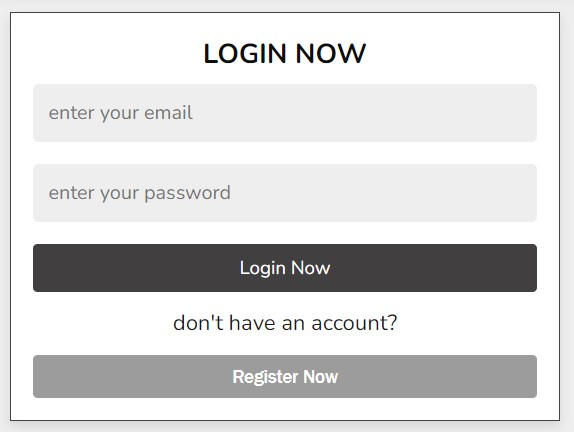 LOGIN NOW
enter your email
enter your password
Login Now
don't have an account?
Register Now